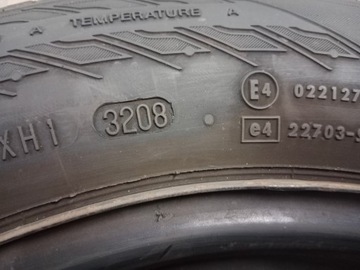 A TEMPERATURE A
XH1 3208 E4 022127
e4 22703-